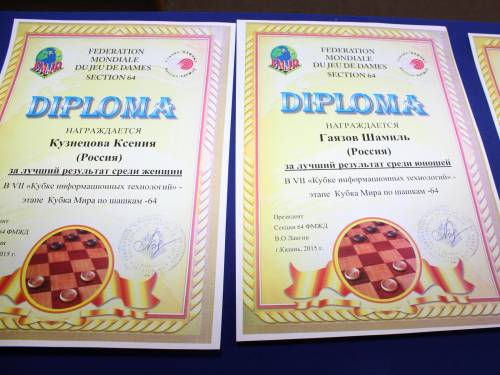 FEDERATION
MONDIALE
DU JEU DE DAMES
SECTION 64
DIPLOMA
НАГРАЖДАЕТСЯ
Кузнецова Ксения
(Россия)
за лучший результат среди женщин
В VII «Кубке информационных технологий» -
этапе Кубка Мира по шашкам -64
64 ФМЖД
2015 г.
FEDERATION
MONDIALE
DU JEU DE DAMES
SECTION 64
DIPLOMA
НАГРАЖДАЕТСЯ
Гаязов Шамиль
(Россия)
за лучший результат среди юношей
В VII «Кубке информационных технологий» -
этапе Кубка Мира по шашкам -64
Президент
Секции 64 ФМЖД
В.О.Лангин
г.Казань, 2015 г.